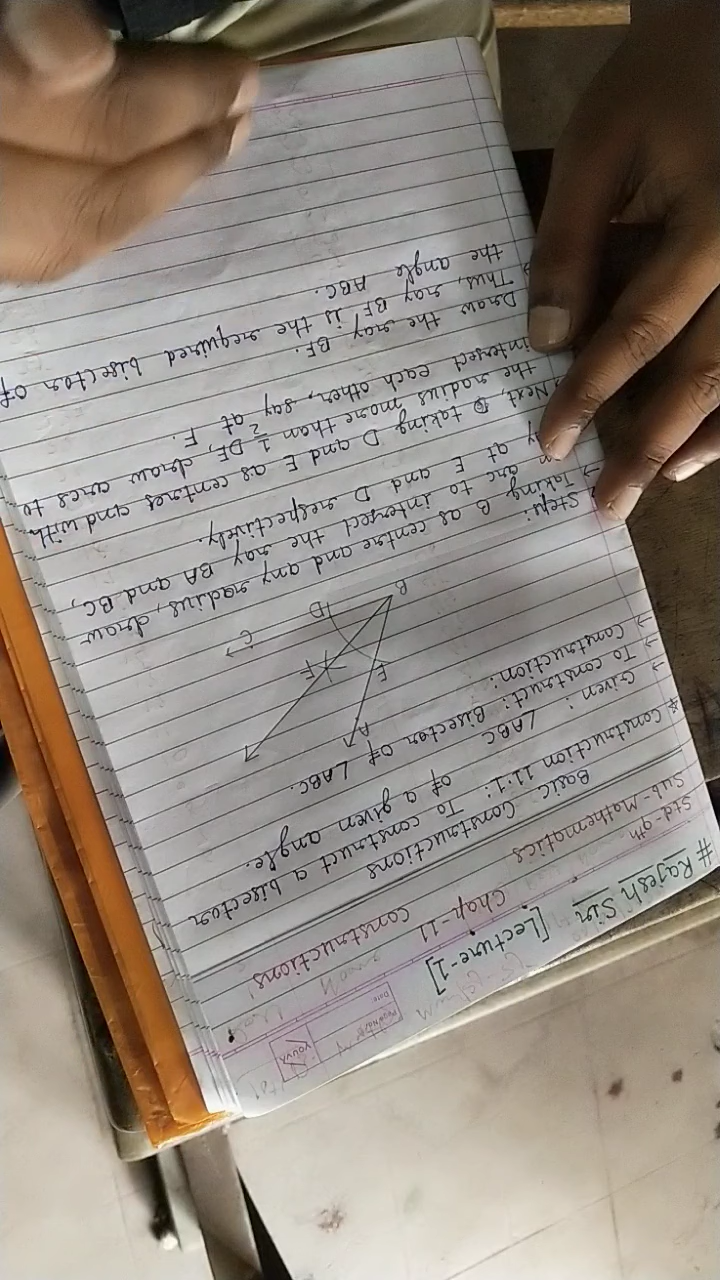 # Rajesh Sir [Lecture-1]
Std-9th
Sub-Mathematics
Chap-11 Constructions
Basic Constructions
* Construction 11.1: To construct a bisector
of a given angle.
→ Given: ∠ABC
→ To construct: Bisector of ∠ABC.
→ Construction:
A
E
F
B
D
C
Steps:
→ Taking B as centre and any radius, draw
an arc to intersect the ray BA and BC,
say at E and D respectively.
→ Next, taking D and E as centres and with
the radius more than 1/2 DE, draw arcs to
intersect each other, say at F.
Draw the ray BF.
→ Thus, ray BF is the required bisector of
the angle ABC.
YOUVA
Date